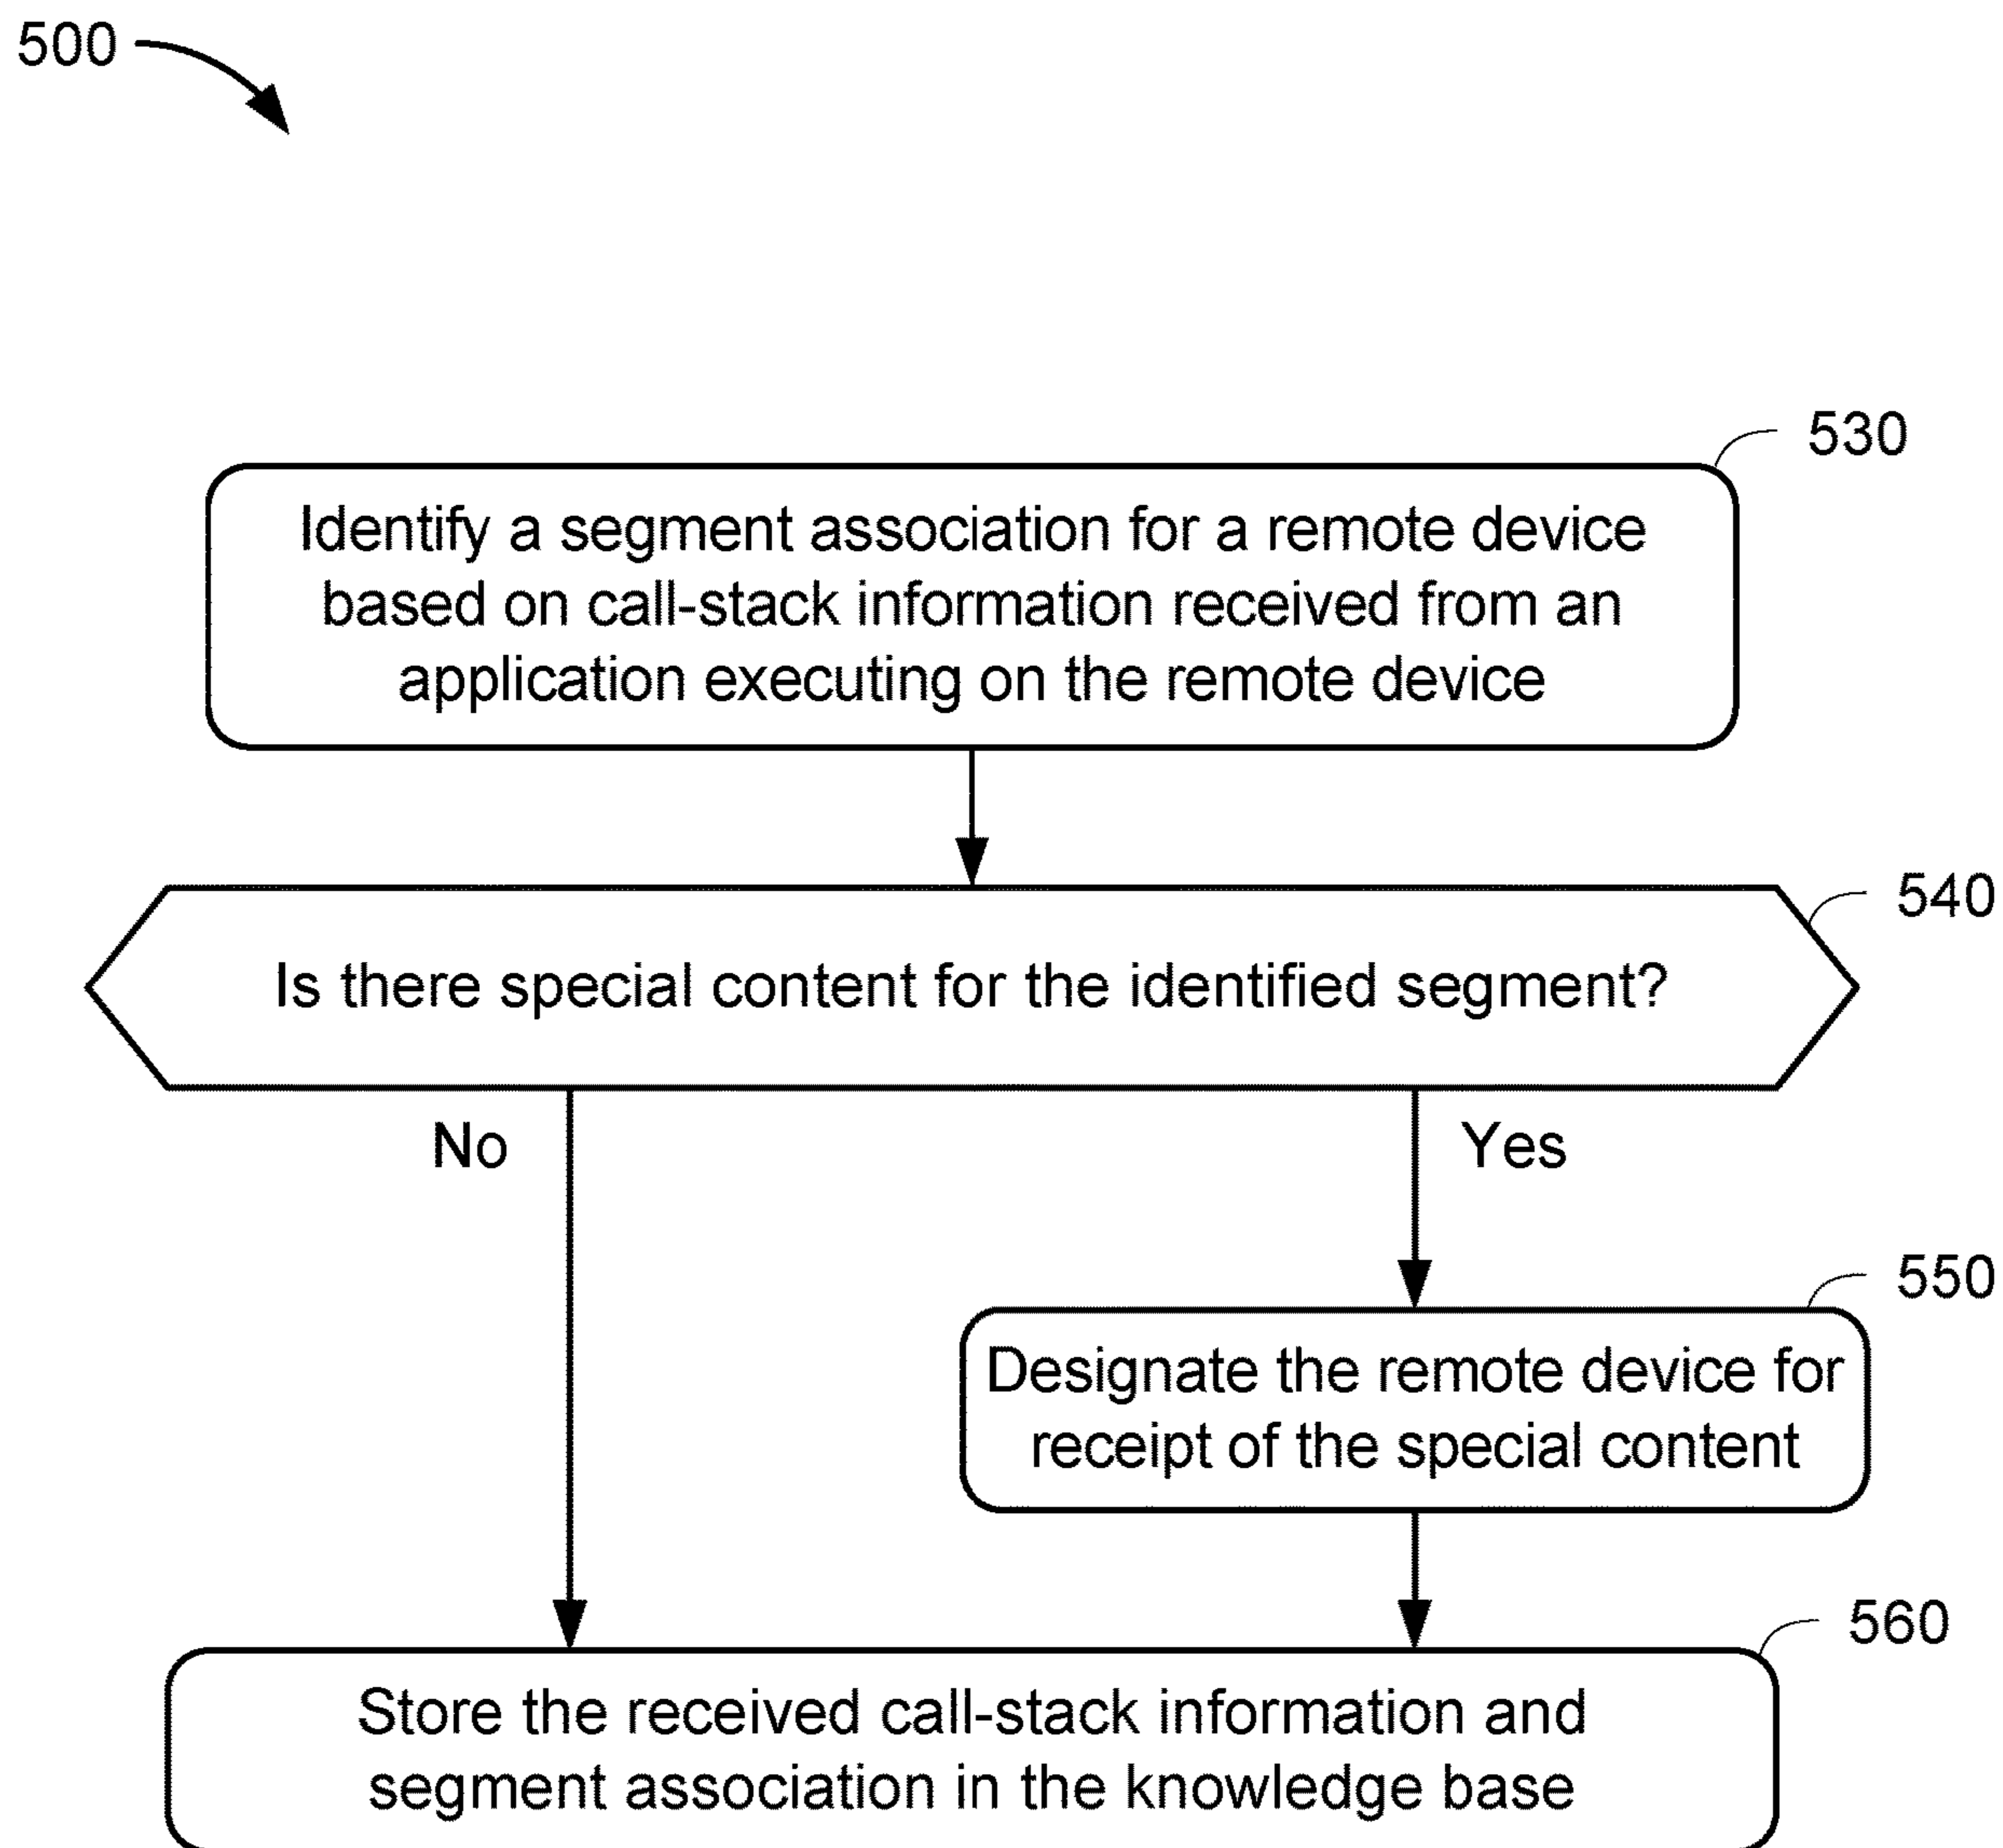 500
530
Identify a segment association for a remote device
based on call-stack information received from an
application executing on the remote device
540
Is there special content for the identified segment?
No
Yes
550
Designate the remote device for
receipt of the special content
560
Store the received call-stack information and
segment association in the knowledge base